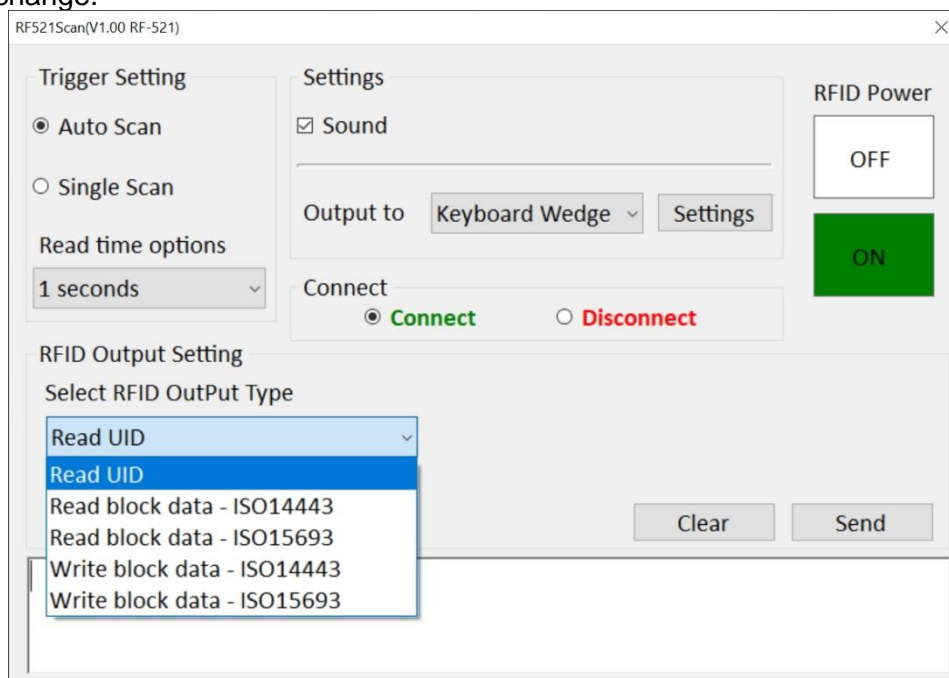 change.
RF521Scan(V1.00 RF-521)
Trigger Setting
Auto Scan
Single Scan
Read time options
1 seconds
Settings
Sound
Output to Keyboard Wedge Settings
Connect
Connect Disconnect
RFID Power
OFF
ON
RFID Output Setting
Select RFID OutPut Type
Read UID
Read UID
Read block data - ISO14443
Read block data - ISO15693
Write block data - ISO14443
Write block data - ISO15693
Clear Send